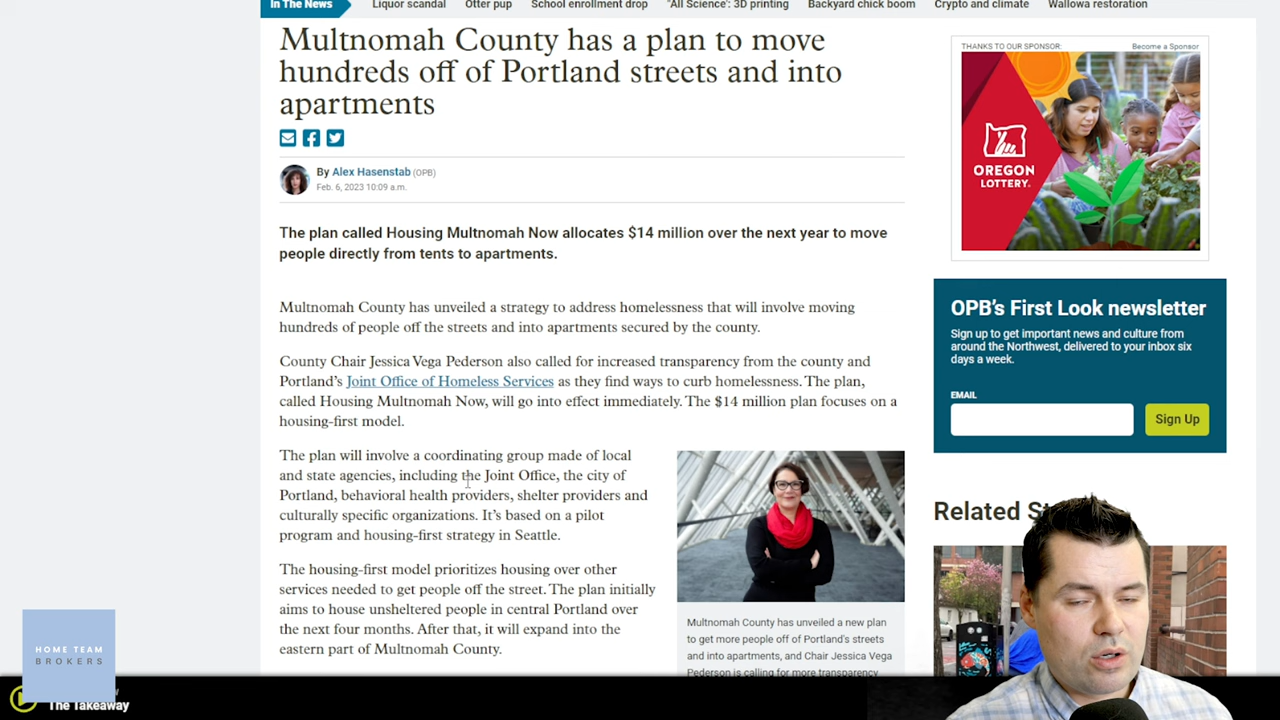 In The News
Liquor scandal
Otter pup
School enrollment drop
"All Science': 3D printing
Backyard chick boom
Crypto and climate
Wallowa restoration
Multnomah County has a plan to move
hundreds off of Portland streets and into
apartments
By Alex Hasenstab (OPB)
Feb. 6, 2023 10:09 a.m.
The plan called Housing Multnomah Now allocates $14 million over the next year to move
people directly from tents to apartments.
Multnomah County has unveiled a strategy to address homelessness that will involve moving
hundreds of people off the streets and into apartments secured by the county.
County Chair Jessica Vega Pederson also called for increased transparency from the county and
Portland's Joint Office of Homeless Services as they find ways to curb homelessness. The plan,
called Housing Multnomah Now, will go into effect immediately. The $14 million plan focuses on a
housing-first model.
The plan will involve a coordinating group made of local
and state agencies, including the Joint Office, the city of
Portland, behavioral health providers, shelter providers and
culturally specific organizations. It's based on a pilot
program and housing-first strategy in Seattle.
The housing-first model prioritizes housing over other
services needed to get people off the street. The plan initially
aims to house unsheltered people in central Portland over
the next four months. After that, it will expand into the
eastern part of Multnomah County.
Multnomah County has unveiled a new plan
to get more people off of Portland's streets
and into apartments, and Chair Jessica Vega
Pederson is calling for more transparency
THANKS TO OUR SPONSOR:
Become a Sponsor
OREGON
LOTTERY
OPB's First Look newsletter
Sign up to get important news and culture from
around the Northwest, delivered to your inbox six
days a week.
EMAIL
Sign Up
Related
HOME TEAM
BROKERS
The Takeaway